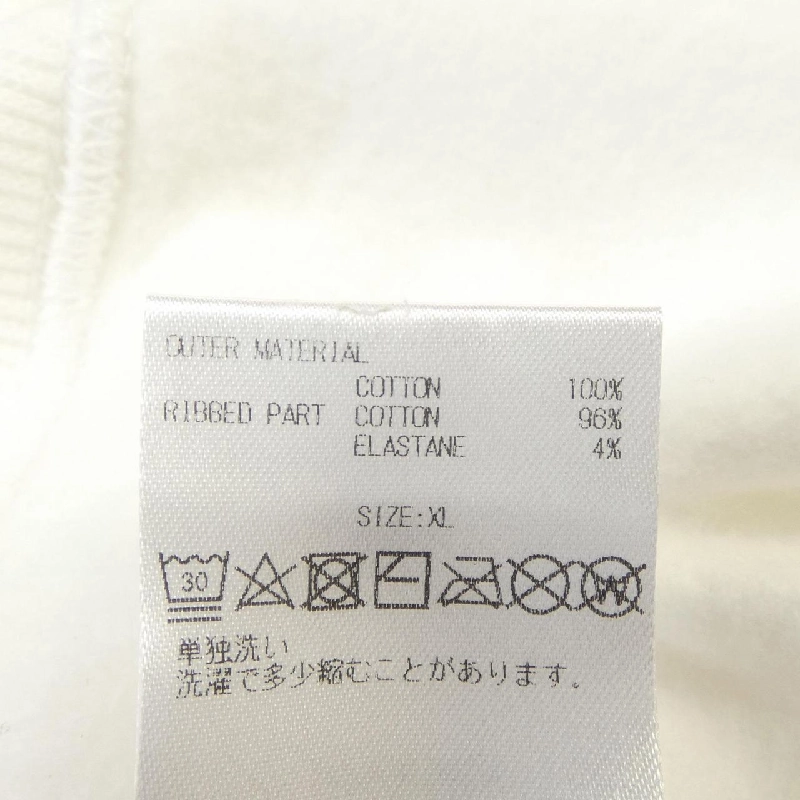 OUTER MATERIAL
COTTON 100%
RIBBED PART COTTON 96%
ELASTANE 4%
SIZE:XL
30 W
単独洗い
洗濯で多少縮むことがあります。